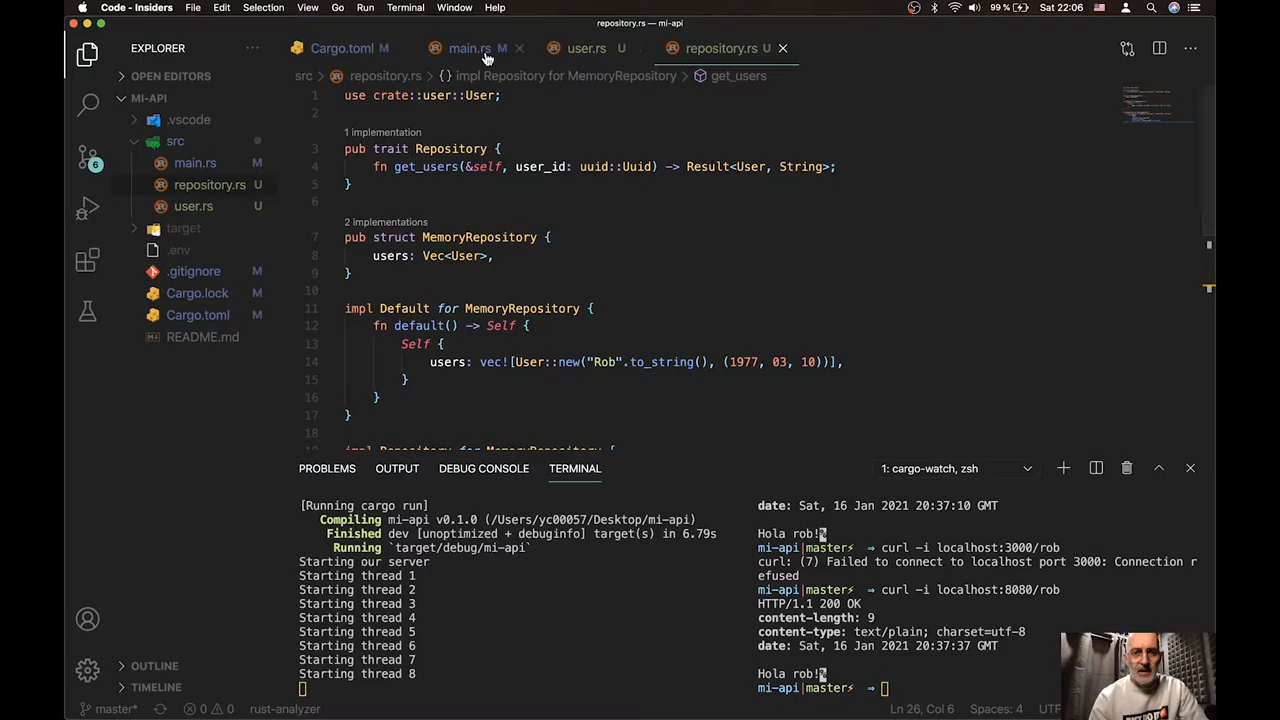 Code - Insiders File Edit Selection View Go Run Terminal Window Help 99 % Sat 22:06
repository.rs — mi-api
EXPLORER
OPEN EDITORS
MI-API
.vscode
src
main.rs M
repository.rs U
user.rs U
target
.env
.gitignore M
Cargo.lock M
Cargo.toml M
README.md
OUTLINE
TIMELINE
6
Cargo.toml M main.rs M user.rs U repository.rs U
src repository.rs {} impl Repository for MemoryRepository get_users
1 use crate::user::User;
2
1 implementation
3 pub trait Repository {
4 fn get_users(&self, user_id: uuid::Uuid) -> Result<User, String>;
5 }
6
2 implementations
7 pub struct MemoryRepository {
8 users: Vec<User>,
9 }
10
11 impl Default for MemoryRepository {
12 fn default() -> Self {
13 Self {
14 users: vec![User::new("Rob".to_string(), (1977, 03, 10))],
15 }
16 }
17 }
18
19 impl Repository for MemoryRepository {
PROBLEMS OUTPUT DEBUG CONSOLE TERMINAL 1: cargo-watch, zsh
[Running cargo run]
Compiling mi-api v0.1.0 (/Users/yc00057/Desktop/mi-api)
Finished dev [unoptimized + debuginfo] target(s) in 6.79s
Running `target/debug/mi-api`
Starting our server
Starting thread 1
Starting thread 2
Starting thread 3
Starting thread 4
Starting thread 5
Starting thread 6
Starting thread 7
Starting thread 8
date: Sat, 16 Jan 2021 20:37:10 GMT
Hola rob!%
mi-api|master⚡ ⇒ curl -i localhost:3000/rob
curl: (7) Failed to connect to localhost port 3000: Connection r
efused
mi-api|master⚡ ⇒ curl -i localhost:8080/rob
HTTP/1.1 200 OK
content-length: 9
content-type: text/plain; charset=utf-8
date: Sat, 16 Jan 2021 20:37:37 GMT
Hola rob!%
mi-api|master⚡ ⇒
master* 0 0 rust-analyzer Ln 26, Col 6 Spaces: 4